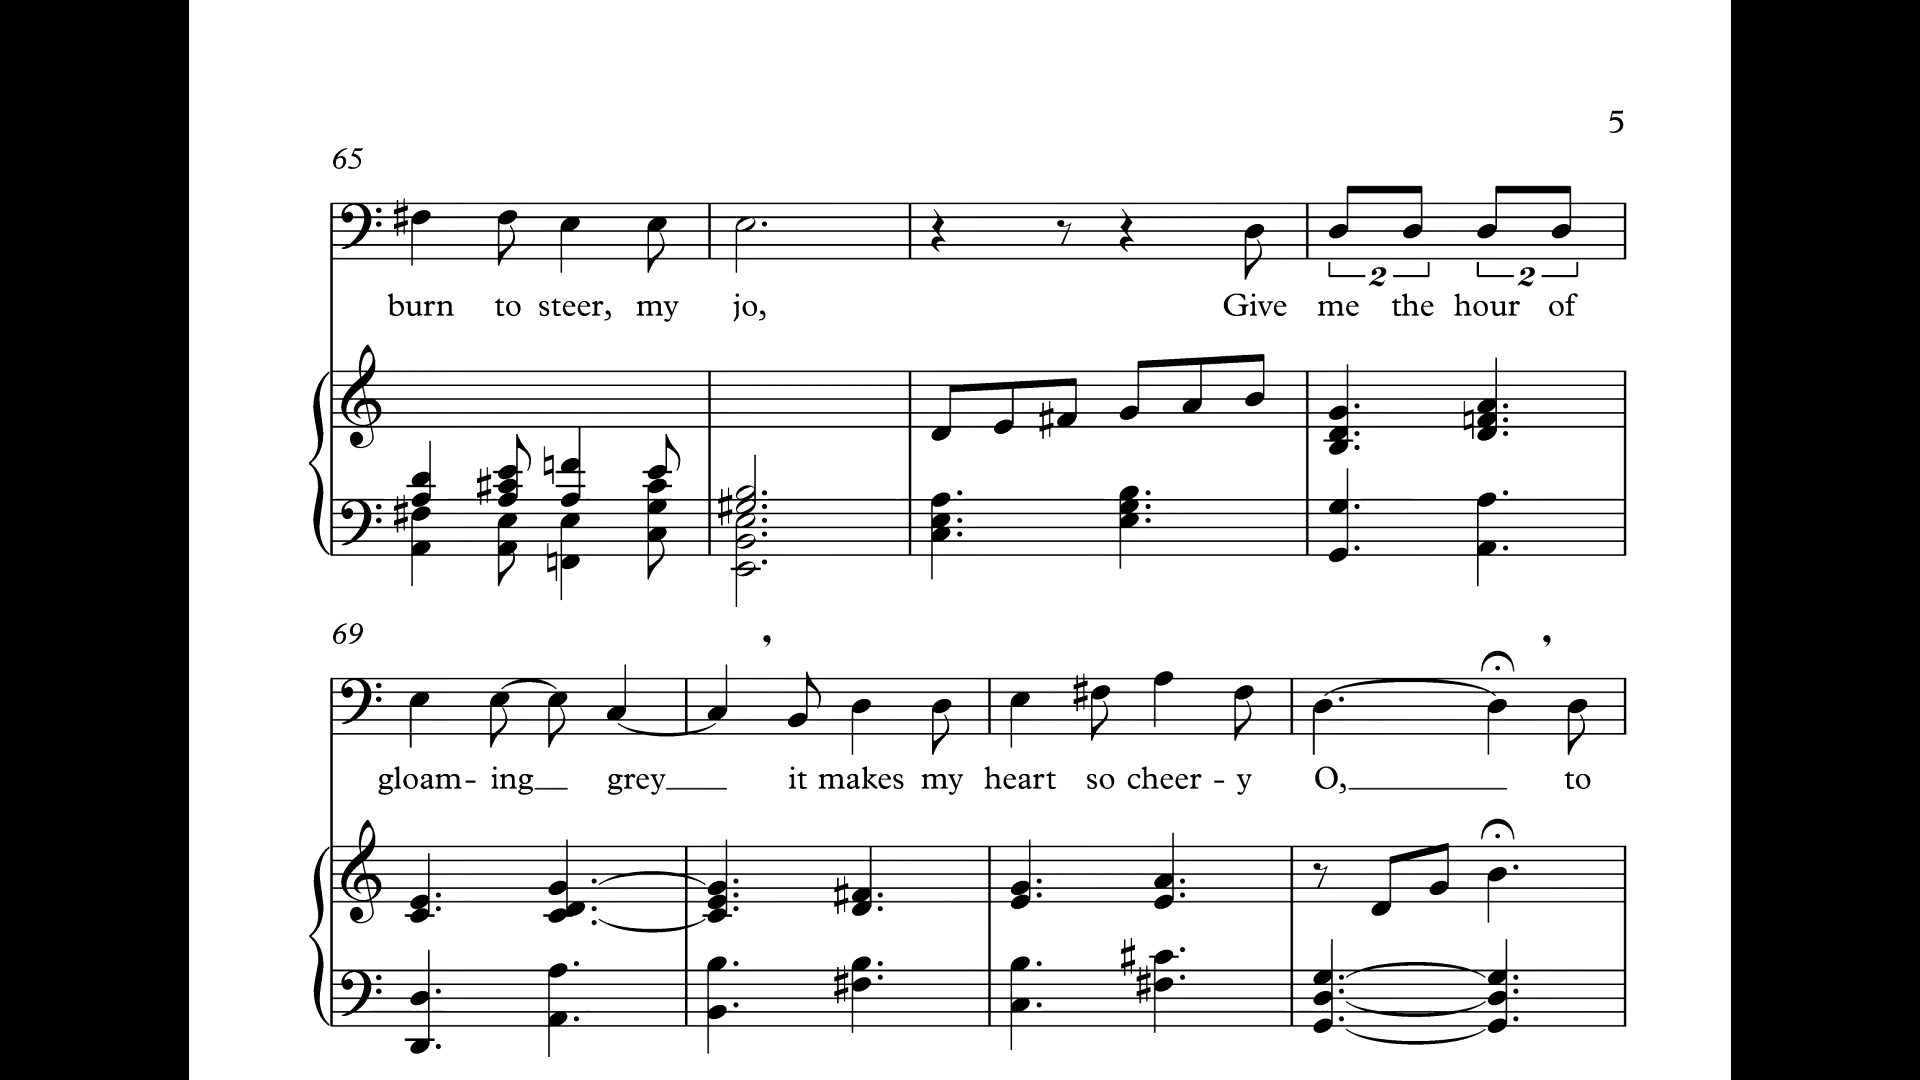 5
65
burn to steer, my jo, Give me the hour of
2 2
69
gloam- ing grey it makes my heart so cheer - y O, to